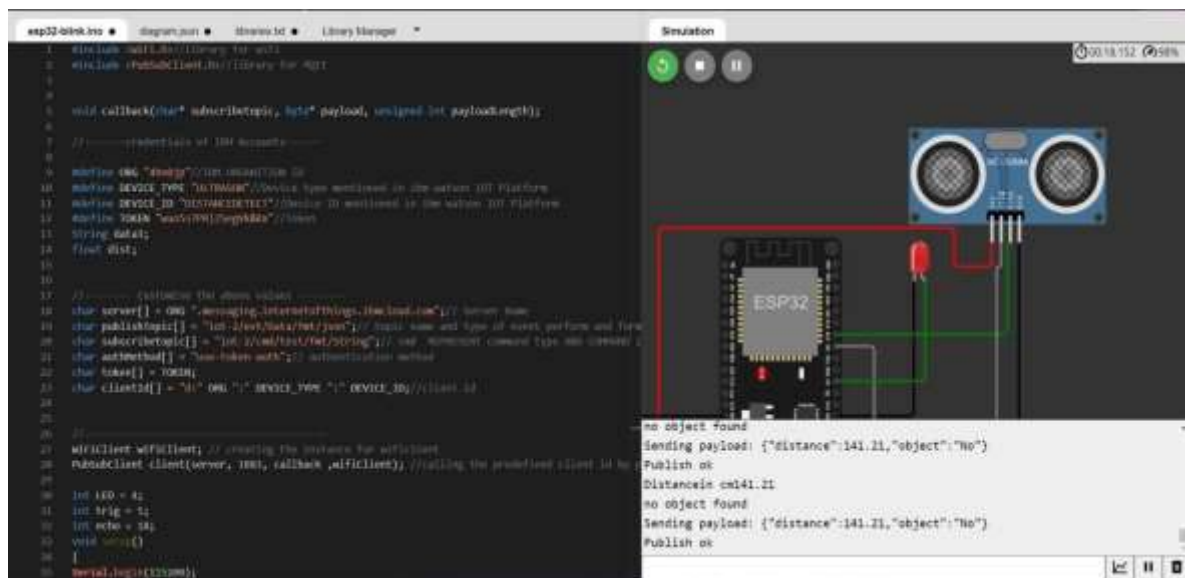 esp32-blink.ino ● diagram.json ● libraries.txt ● Library Manager
Simulation
00:18.152 98%
#include <WiFi.h>//library for wifi
#include <PubSubClient.h>//library for MQtt
void callback(char* subscribetopic, byte* payload, unsigned int payloadLength);
//-------credentials of IBM Accounts------
#define ORG //IBM ORGANITION ID
#define DEVICE_TYPE //Device type mentioned in ibm watson IOT Platform
#define DEVICE_ID //Device ID mentioned in ibm watson IOT Platform
#define TOKEN //Token
String data3;
float dist;
//-------- Customise the above values --------
char server[] = ORG ".messaging.internetofthings.ibmcloud.com";// Server Name
char publishTopic[] = "iot-2/evt/Data/fmt/json";// topic name and type of event perform and form
char subscribetopic[] = "iot-2/cmd/test/fmt/String";// cmd REPRESENT command type AND COMMAND
char authMethod[] = "use-token-auth";// authentication method
char token[] = TOKEN;
char clientId[] = "d:" ORG ":" DEVICE_TYPE ":" DEVICE_ID;//client id
WiFiClient wifiClient; // creating the instance for wificlient
PubSubClient client(server, 1883, callback ,wifiClient); //calling the predefined client id by
int LED = 4;
int trig = 5;
int echo = 18;
void setup()
{
Serial.begin(115200);
ESP32
no object found
Sending payload: {"distance":141.21,"object":"No"}
Publish ok
Distancein cm141.21
no object found
Sending payload: {"distance":141.21,"object":"No"}
Publish ok